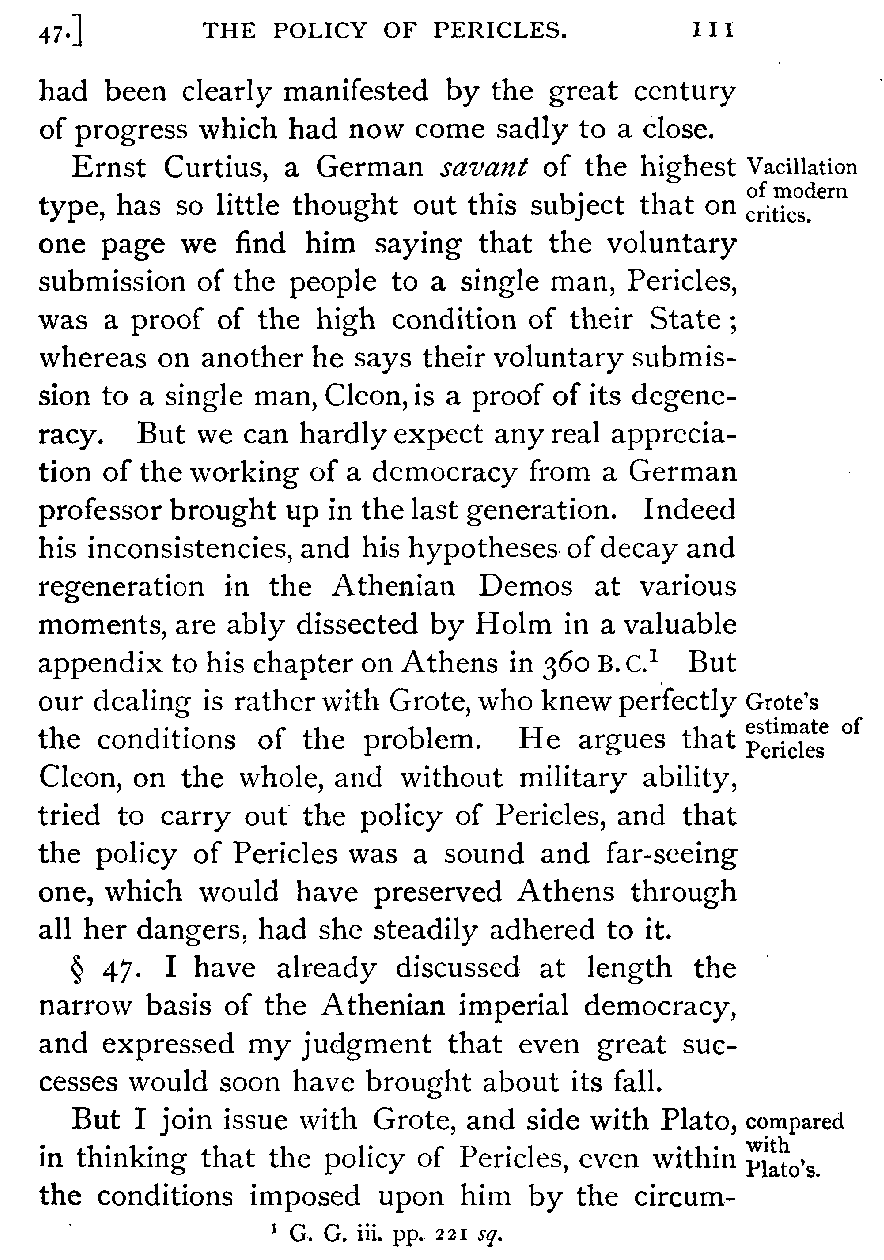 47.] THE POLICY OF PERICLES. 111
had been clearly manifested by the great century
of progress which had now come sadly to a close.
Ernst Curtius, a German savant of the highest
type, has so little thought out this subject that on
one page we find him saying that the voluntary
submission of the people to a single man, Pericles,
was a proof of the high condition of their State ;
whereas on another he says their voluntary submis-
sion to a single man, Cleon, is a proof of its degene-
racy. But we can hardly expect any real apprecia-
tion of the working of a democracy from a German
professor brought up in the last generation. Indeed
his inconsistencies, and his hypotheses of decay and
regeneration in the Athenian Demos at various
moments, are ably dissected by Holm in a valuable
appendix to his chapter on Athens in 360 B.C.¹ But
our dealing is rather with Grote, who knew perfectly
the conditions of the problem. He argues that
Cleon, on the whole, and without military ability,
tried to carry out the policy of Pericles, and that
the policy of Pericles was a sound and far-seeing
one, which would have preserved Athens through
all her dangers, had she steadily adhered to it.
§ 47. I have already discussed at length the
narrow basis of the Athenian imperial democracy,
and expressed my judgment that even great suc-
cesses would soon have brought about its fall.
But I join issue with Grote, and side with Plato,
in thinking that the policy of Pericles, even within
the conditions imposed upon him by the circum-
Vacillation
of modern
critics.
Grote's
estimate of
Pericles
compared
with
Plato's.
¹ G. G. iii. pp. 221 sq.